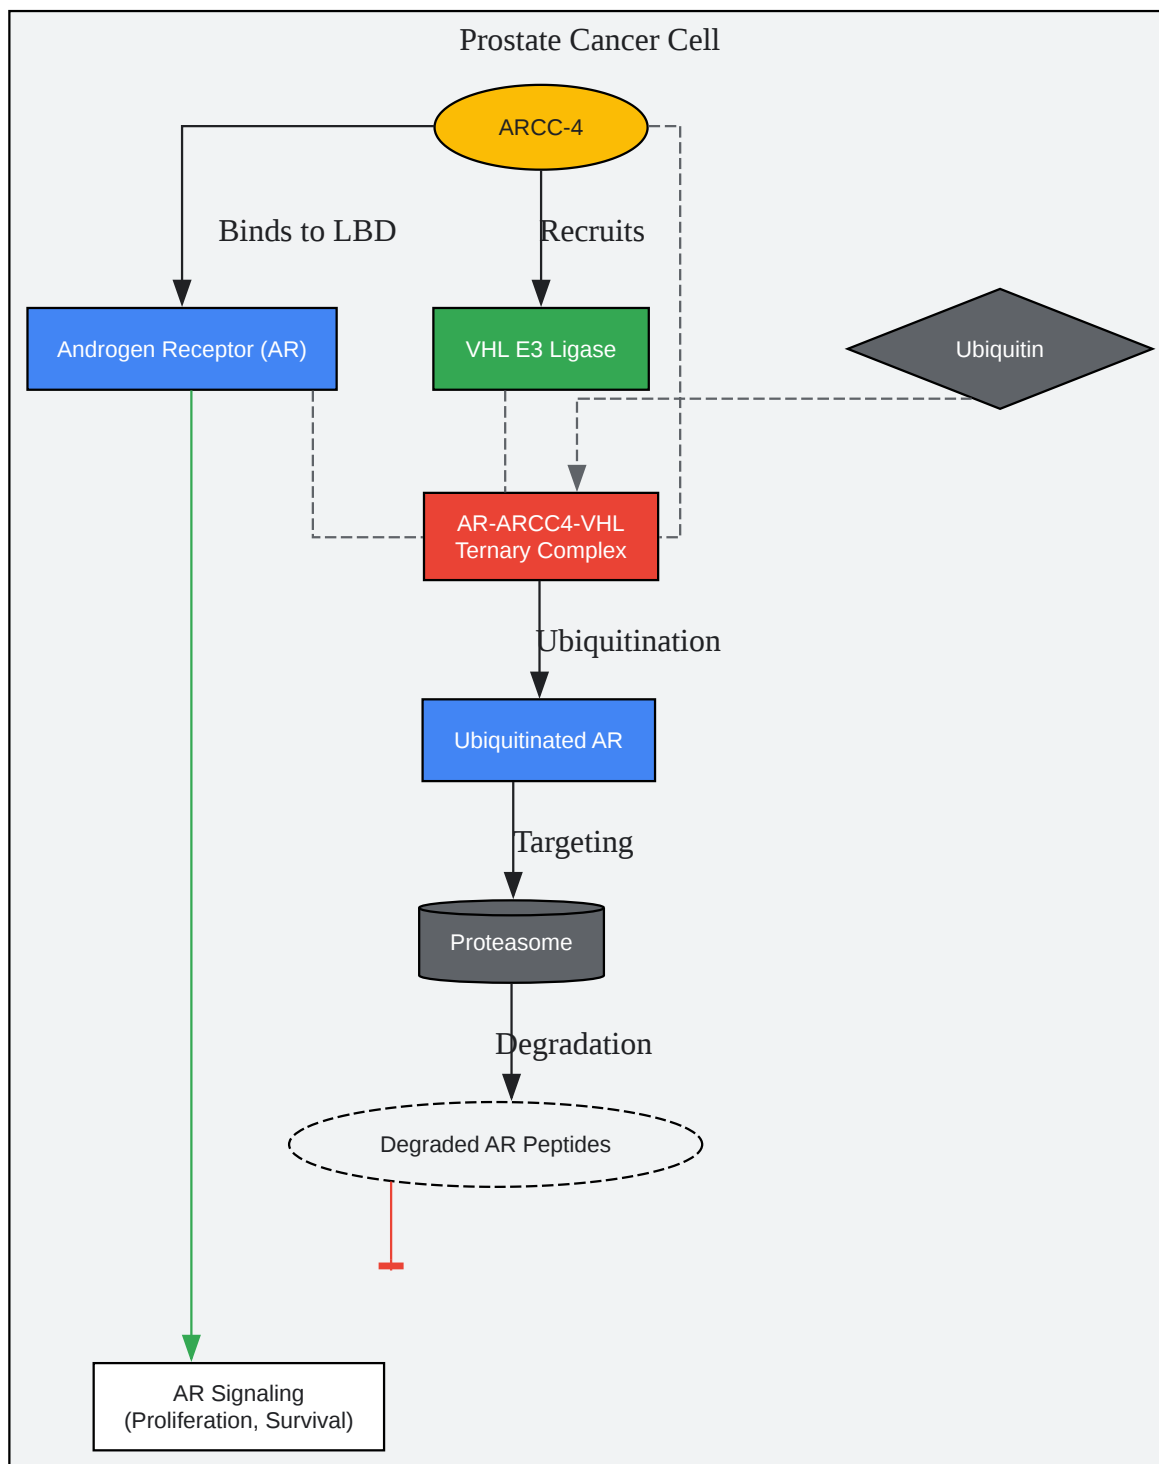 Prostate Cancer Cell
ARCC-4
Binds to LBD
Recruits
Androgen Receptor (AR)
VHL E3 Ligase
Ubiquitin
AR-ARCC4-VHL
Ternary Complex
Ubiquitination
Ubiquitinated AR
Targeting
Proteasome
Degradation
Degraded AR Peptides
AR Signaling
(Proliferation, Survival)